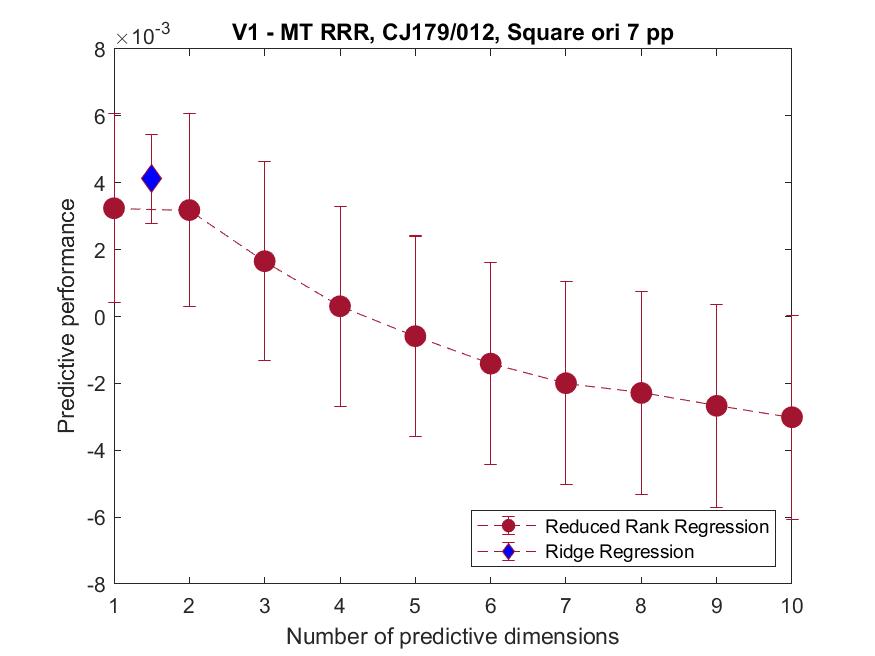 V1 - MT RRR, CJ179/012, Square ori 7 pp
×10-3
8
6
4
2
0
-2
-4
-6
-8
Predictive performance
1 2 3 4 5 6 7 8 9 10
Number of predictive dimensions
Reduced Rank Regression
Ridge Regression